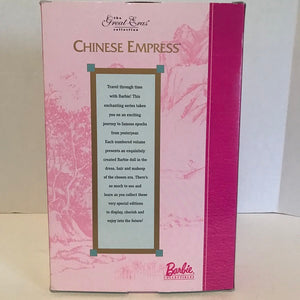 the
Great Eras
collection
CHINESE EMPRESS™
Travel through time
with Barbie! This
enchanting series takes
you on an exciting
journey to famous epochs
from yesteryear.
Each numbered volume
presents an exquisitely
created Barbie doll in the
dress, hair and makeup
of the chosen era. There's
so much to see and
learn as you collect these
very special editions
to display, cherish and
enjoy into the future!
Barbie
COLLECTIBLES